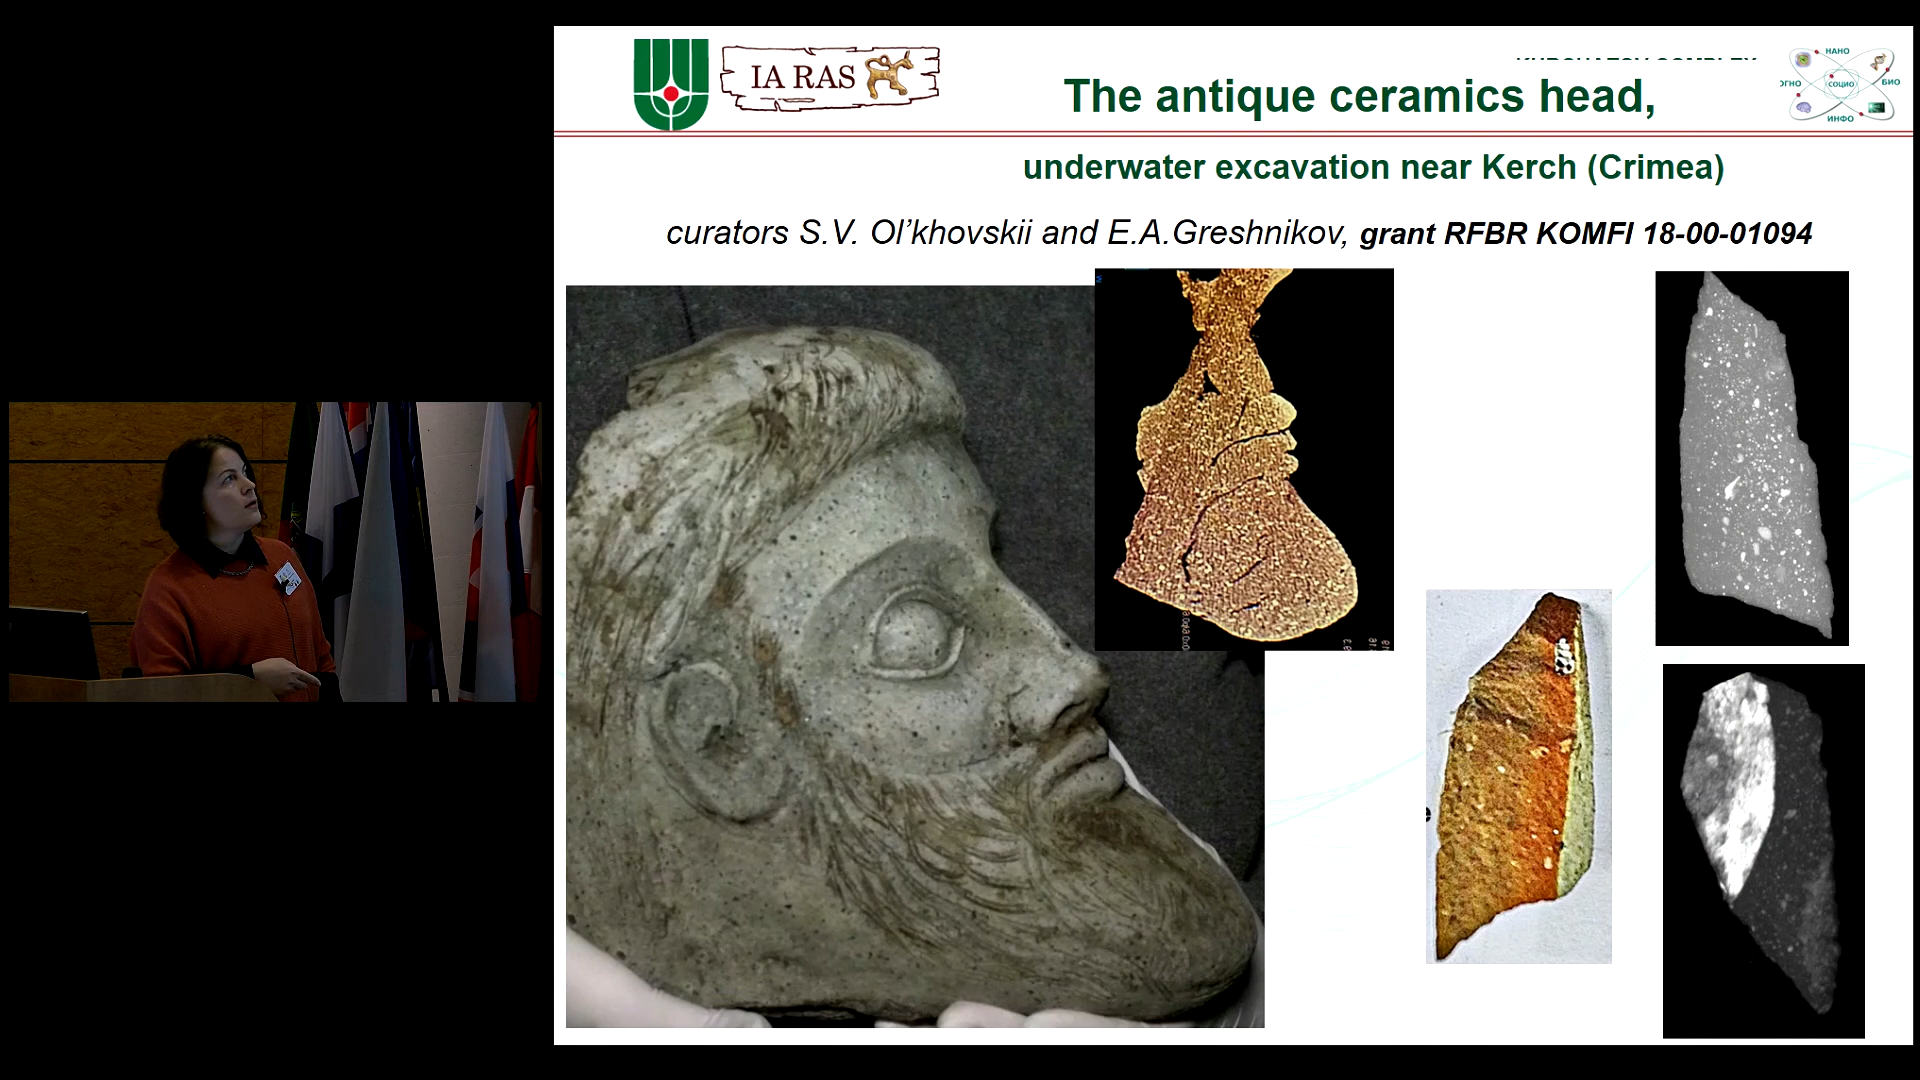 IA RAS
The antique ceramics head,
underwater excavation near Kerch (Crimea)
curators S.V. Ol'khovskii and E.A.Greshnikov, grant RFBR KOMFI 18-00-01094
НАНО
БИО
СОЦИО
ОГНО
ИНФО